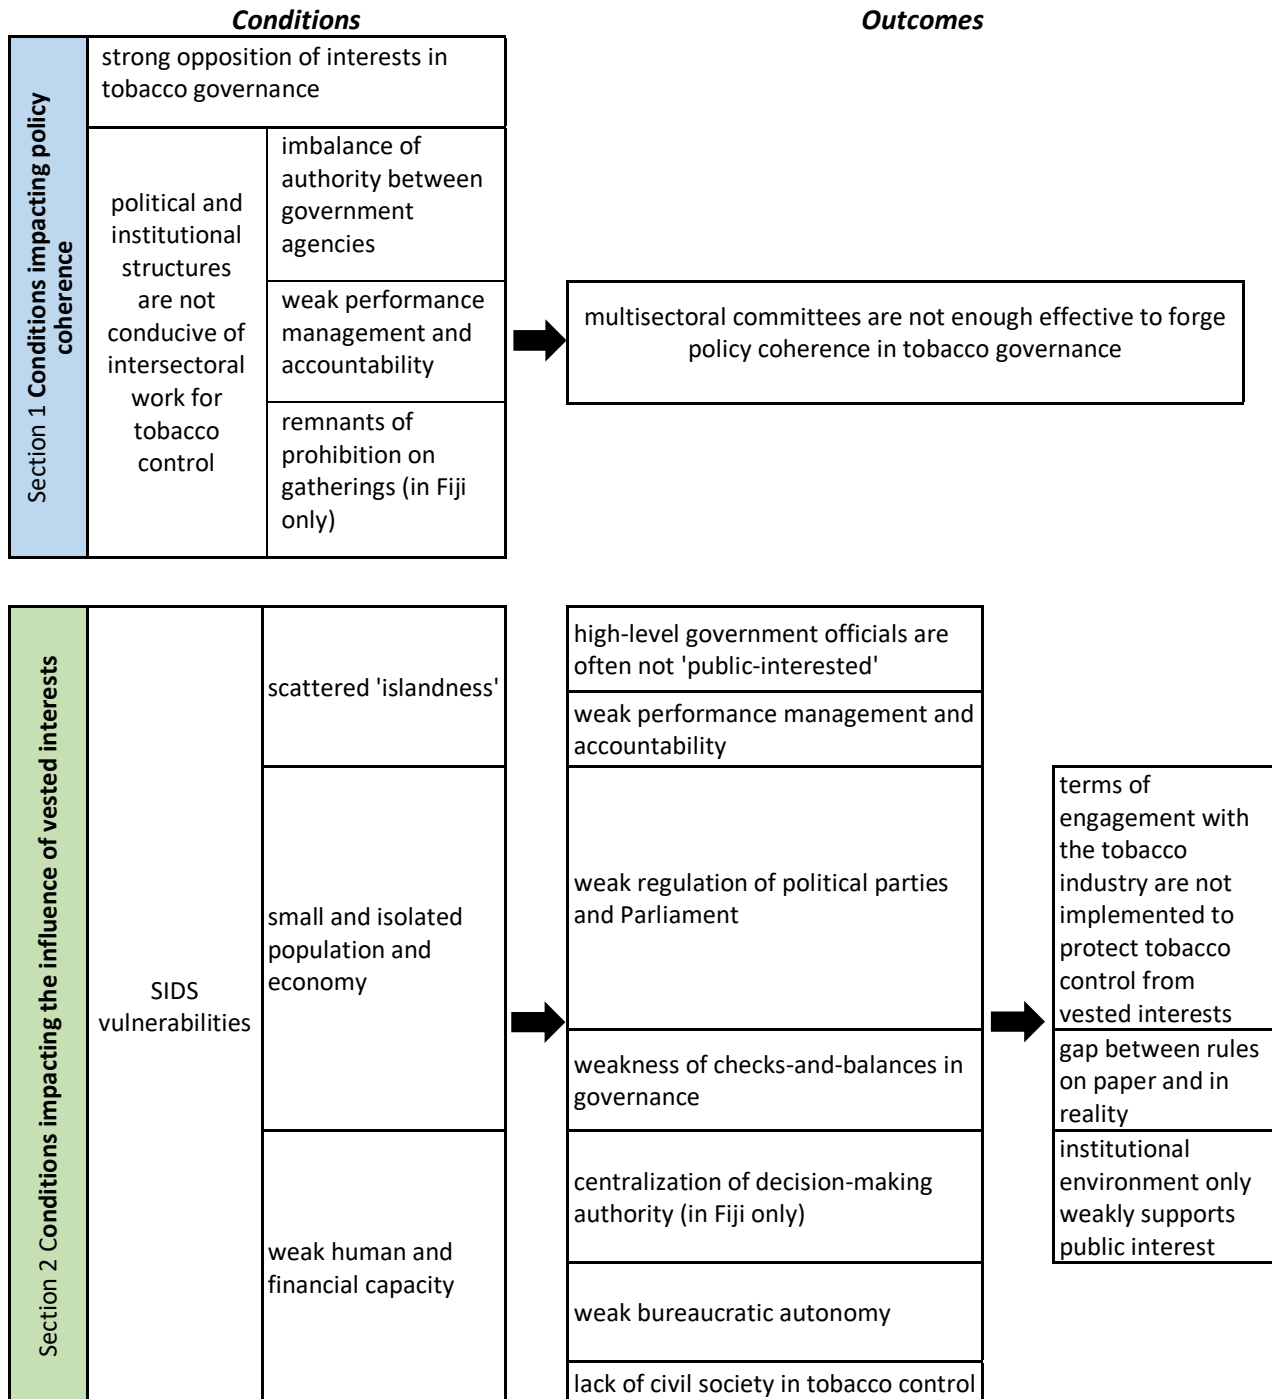 Conditions
Outcomes
Section 1 Conditions impacting policy
coherence
strong opposition of interests in
tobacco governance
political and
institutional
structures
are not
conducive of
intersectoral
work for
tobacco
control
imbalance of
authority between
government
agencies
weak performance
management and
accountability
remnants of
prohibition on
gatherings (in Fiji
only)
multisectoral committees are not enough effective to forge
policy coherence in tobacco governance
Section 2 Conditions impacting the influence of vested interests
SIDS
vulnerabilities
scattered 'islandness'
small and isolated
population and
economy
weak human and
financial capacity
high-level government officials are
often not 'public-interested'
weak performance management and
accountability
weak regulation of political parties
and Parliament
weakness of checks-and-balances in
governance
centralization of decision-making
authority (in Fiji only)
weak bureaucratic autonomy
lack of civil society in tobacco control
terms of
engagement with
the tobacco
industry are not
implemented to
protect tobacco
control from
vested interests
gap between rules
on paper and in
reality
institutional
environment only
weakly supports
public interest